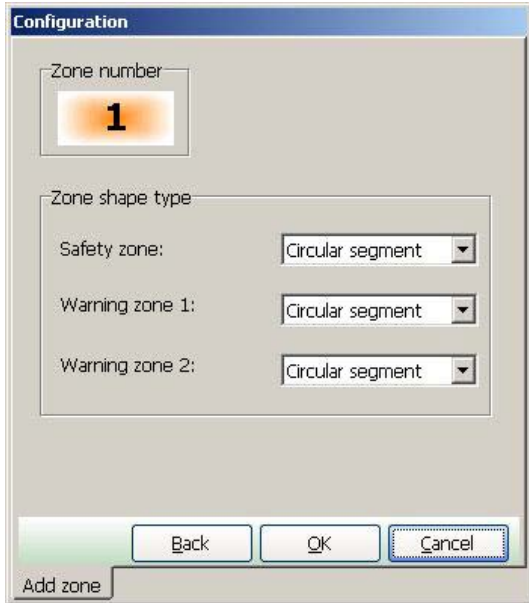 Configuration
Zone number
1
Zone shape type
Safety zone: Circular segment
Warning zone 1: Circular segment
Warning zone 2: Circular segment
Back OK Cancel
Add zone